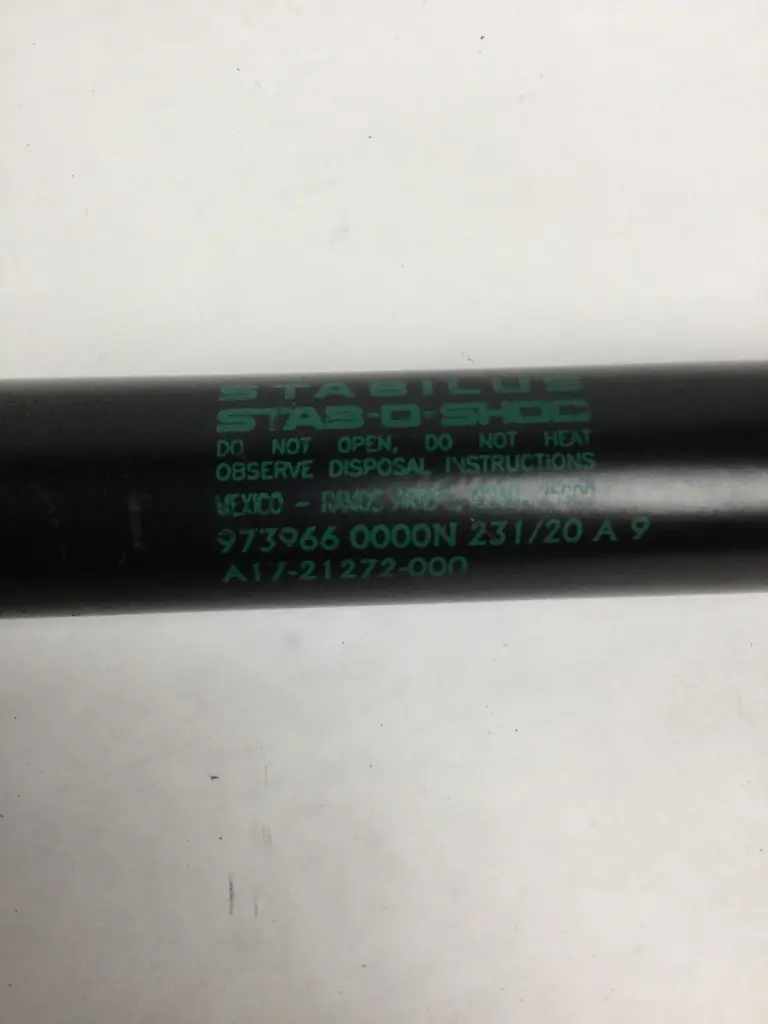 STABILUS
STAB-O-SHOC
DO NOT OPEN, DO NOT HEAT
OBSERVE DISPOSAL INSTRUCTIONS
MEXICO - RAMOS
973966 0000N 231/20 A 9
A17-21272-000